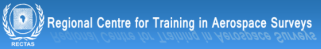 Regional Centre for Training in Aerospace Surveys
RECTAS